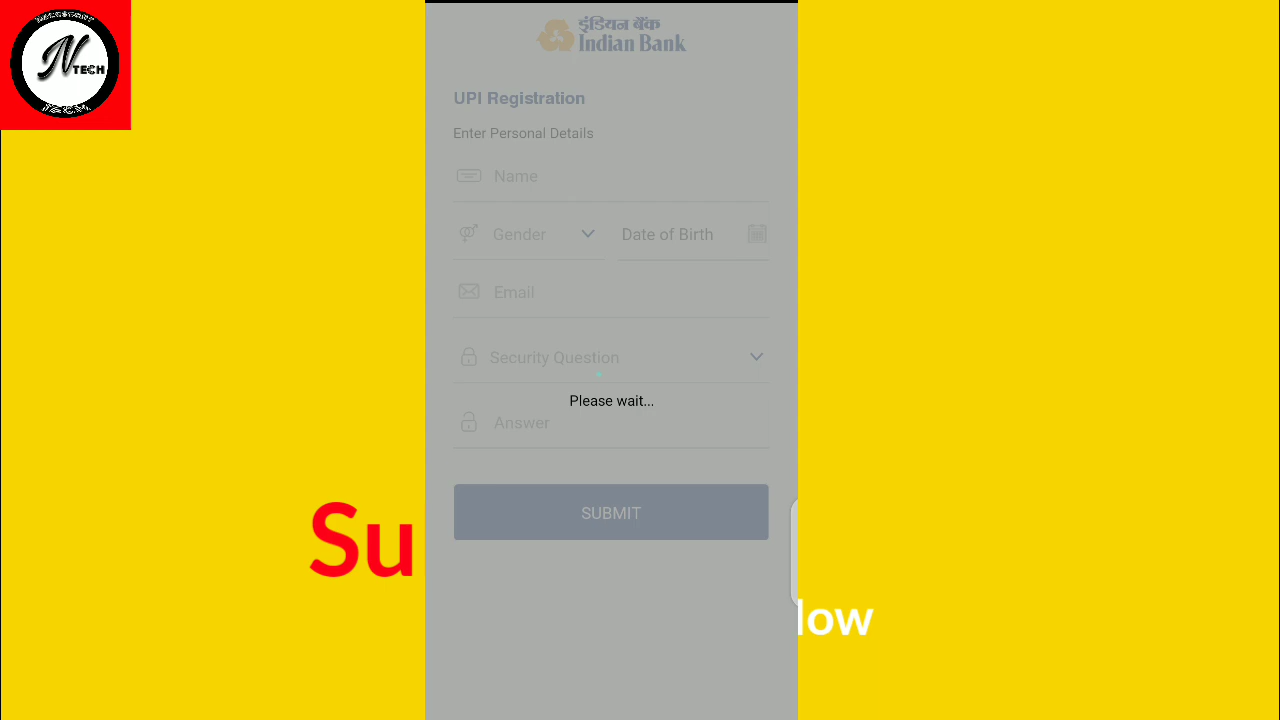 TECH
इंडियन बैंक
Indian Bank
UPI Registration
Enter Personal Details
Name
Gender
Date of Birth
Email
Security Question
Please wait...
Answer
SUBMIT
Su
low